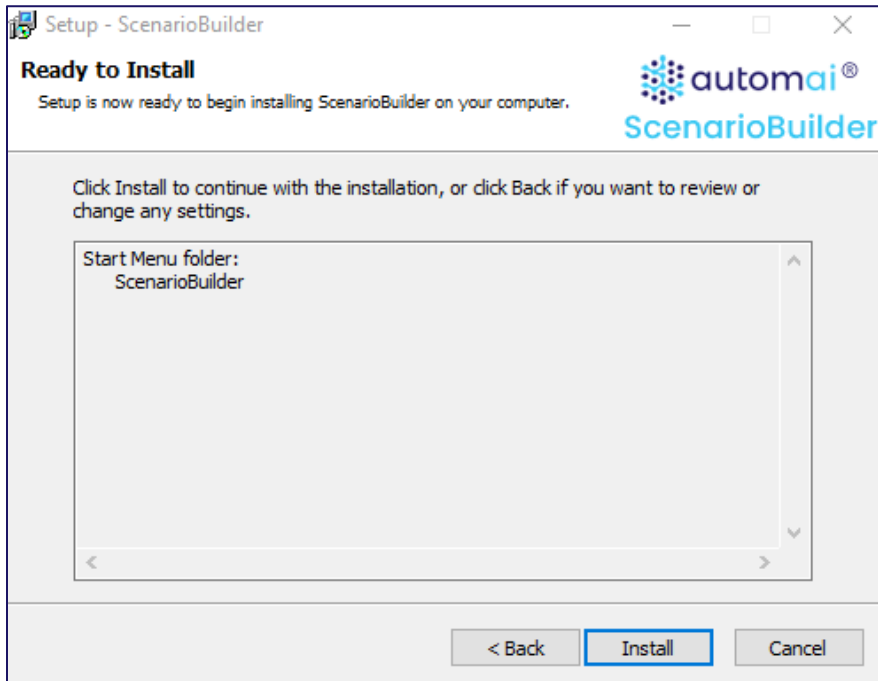 Setup - ScenarioBuilder
Ready to Install
Setup is now ready to begin installing ScenarioBuilder on your computer.
automai®
ScenarioBuilder
Click Install to continue with the installation, or click Back if you want to review or
change any settings.
Start Menu folder:
ScenarioBuilder
< Back
Install
Cancel